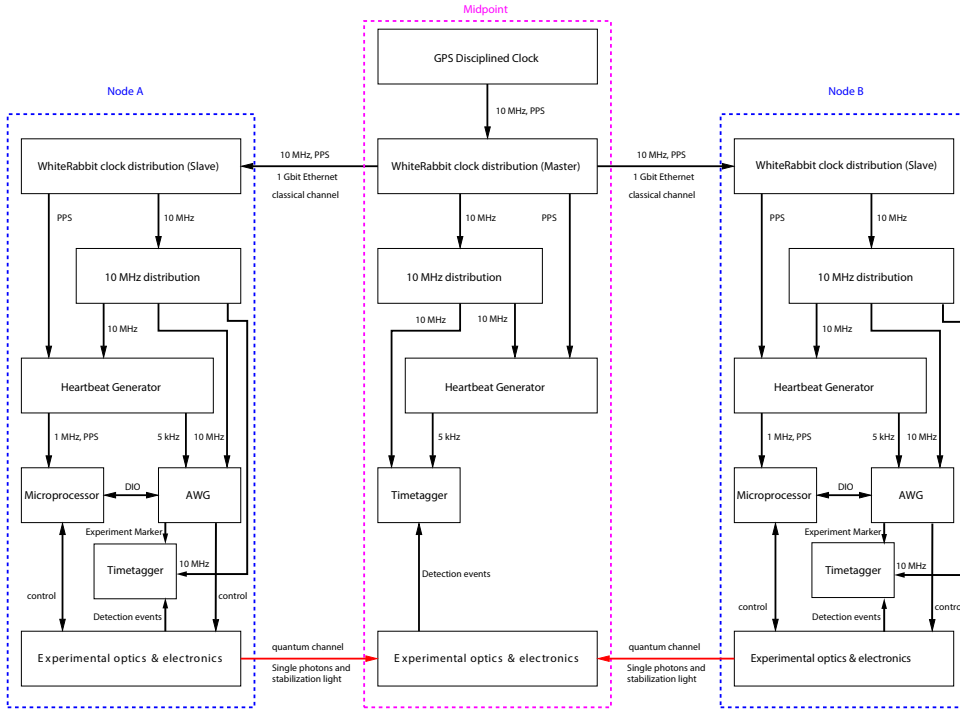 Midpoint
GPS Disciplined Clock
Node A
Node B
10 MHz, PPS
WhiteRabbit clock distribution (Slave)
10 MHz, PPS
1 Gbit Ethernet
classical channel
WhiteRabbit clock distribution (Master)
10 MHz, PPS
1 Gbit Ethernet
classical channel
WhiteRabbit clock distribution (Slave)
PPS
10 MHz
10 MHz
PPS
PPS
10 MHz
10 MHz distribution
10 MHz distribution
10 MHz distribution
10 MHz
10 MHz
10 MHz
10 MHz
Heartbeat Generator
Heartbeat Generator
Heartbeat Generator
1 MHz, PPS
5 kHz
10 MHz
5 kHz
1 MHz, PPS
5 kHz
10 MHz
Microprocessor
DIO
AWG
Timetagger
Microprocessor
DIO
AWG
Experiment Marker
Experiment Marker
Timetagger
10 MHz
Detection events
Timetagger
10 MHz
control
control
Detection events
control
control
Detection events
Experimental optics & electronics
quantum channel
Single photons and
stabilization light
Experimental optics & electronics
quantum channel
Single photons and
stabilization light
Experimental optics & electronics